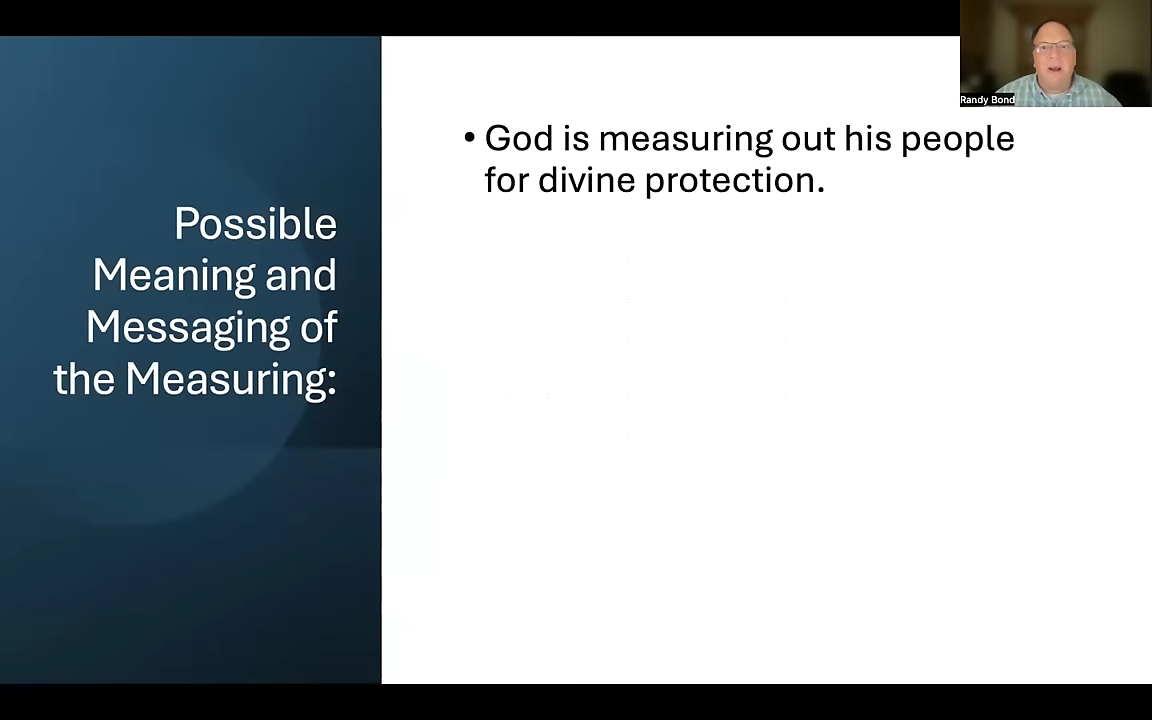 Randy Bond
Possible
Meaning and
Messaging of
the Measuring:
• God is measuring out his people
for divine protection.